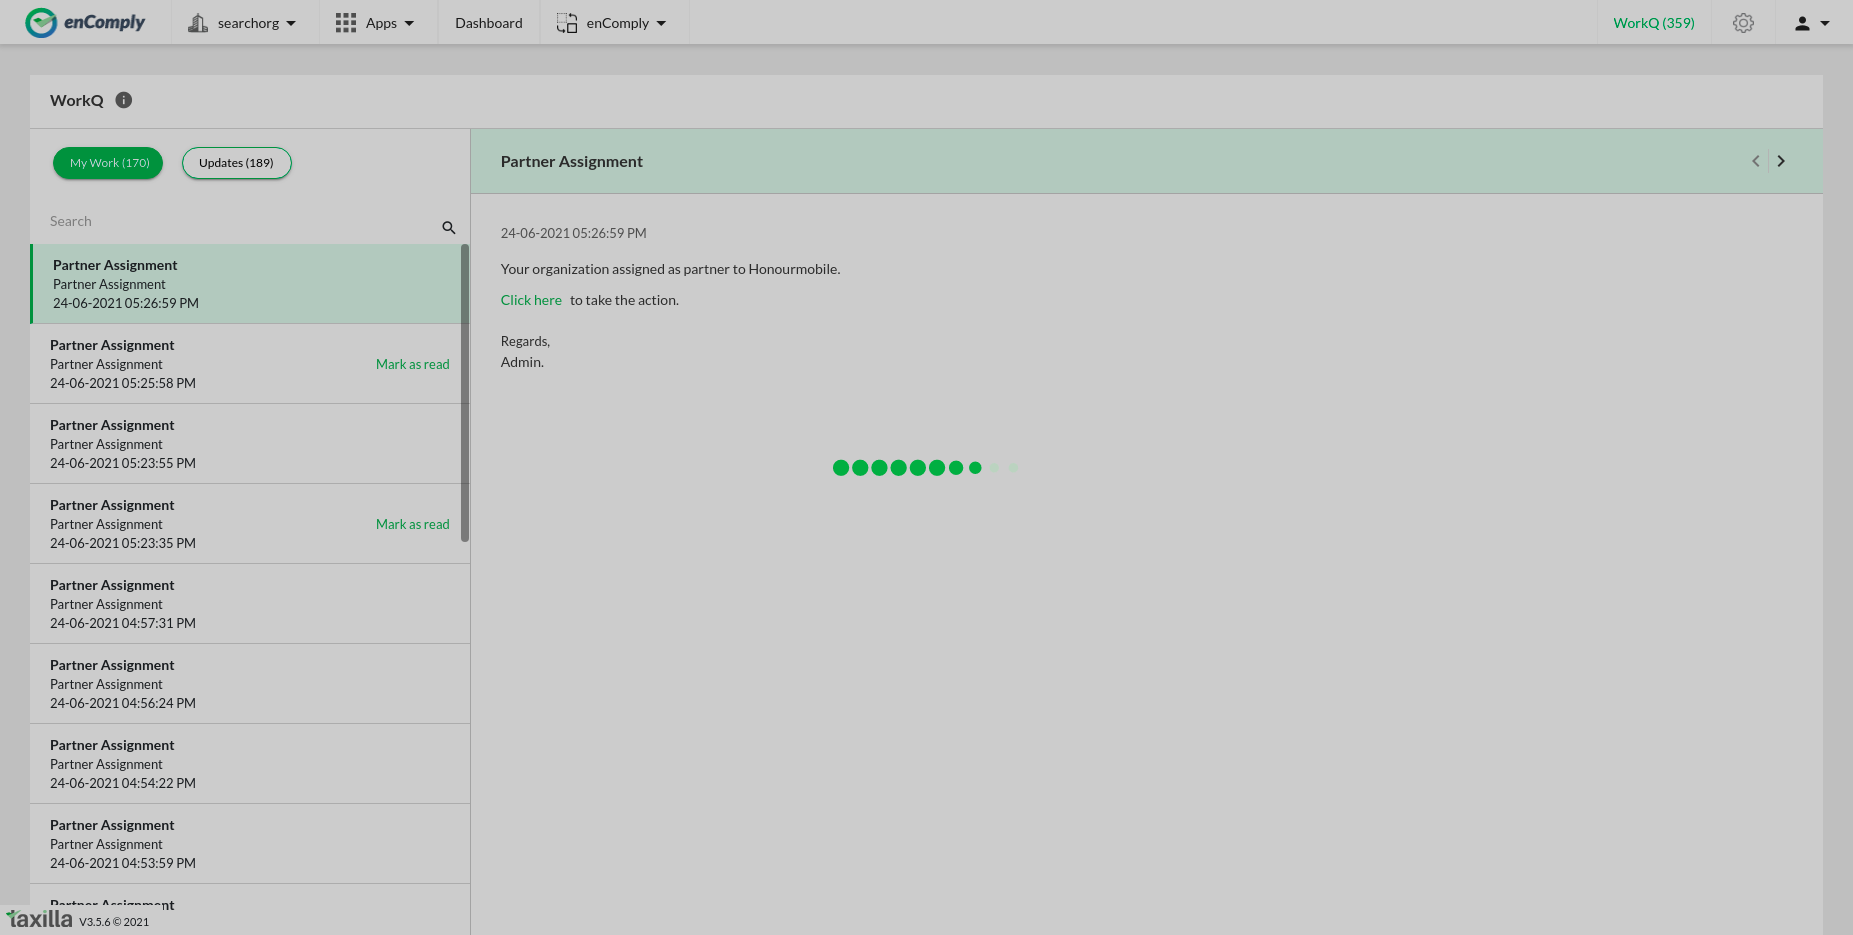 enComply
searchorg
Apps
Dashboard
enComply
WorkQ (359)
WorkQ
My Work (170)
Updates (189)
Search
Partner Assignment
Partner Assignment
24-06-2021 05:26:59 PM
Partner Assignment
Partner Assignment
Mark as read
24-06-2021 05:25:58 PM
Partner Assignment
Partner Assignment
24-06-2021 05:23:55 PM
Partner Assignment
Partner Assignment
Mark as read
24-06-2021 05:23:35 PM
Partner Assignment
Partner Assignment
24-06-2021 04:57:31 PM
Partner Assignment
Partner Assignment
24-06-2021 04:56:24 PM
Partner Assignment
Partner Assignment
24-06-2021 04:54:22 PM
Partner Assignment
Partner Assignment
24-06-2021 04:53:59 PM
Partner Assignment
Partner Assignment
24-06-2021 05:26:59 PM
Your organization assigned as partner to Honourmobile.
Click here to take the action.
Regards,
Admin.
taxilla V3.5.6 © 2021